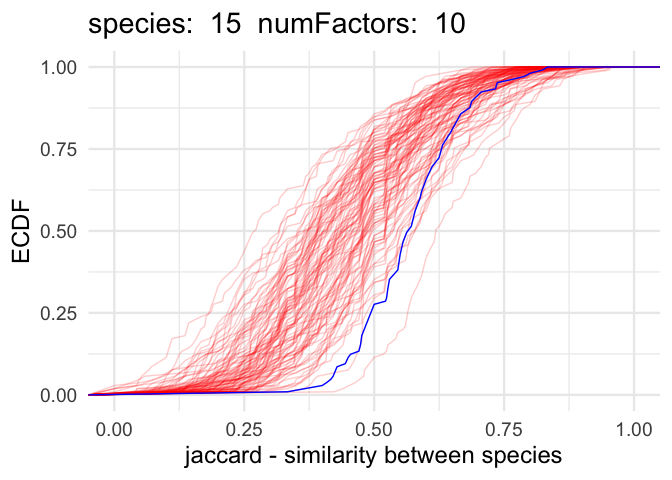 species:  15  numFactors:  10
1.00
0.75
0.50
0.25
0.00
ECDF
0.00 0.25 0.50 0.75 1.00
jaccard - similarity between species